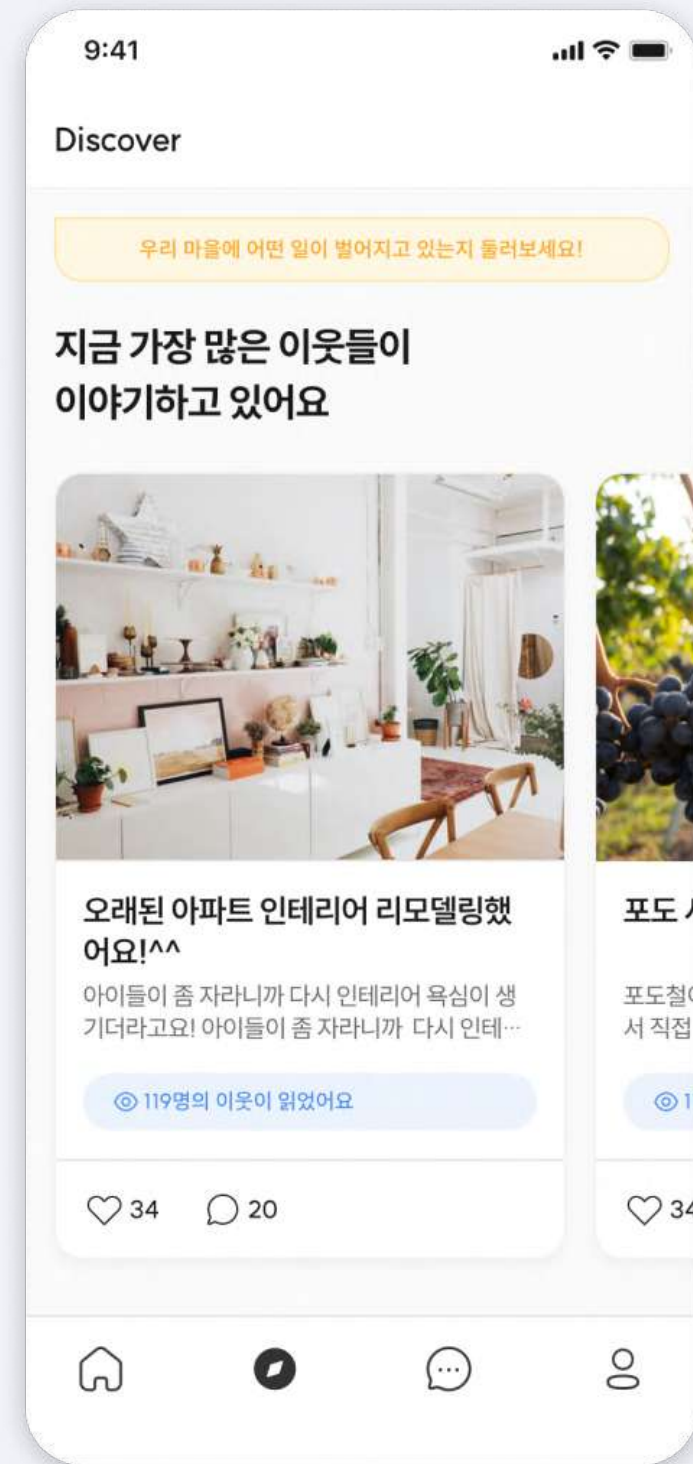 9:41
Discover
우리 마을에 어떤 일이 벌어지고 있는지 둘러보세요!
지금 가장 많은 이웃들이
이야기하고 있어요
오래된 아파트 인테리어 리모델링했
어요!^^
아이들이 좀 자라니까 다시 인테리어 욕심이 생
기더라고요! 아이들이 좀 자라니까 다시 인테…
119명의 이웃이 읽었어요
34
20
포도
포도철
서 직접
1
34